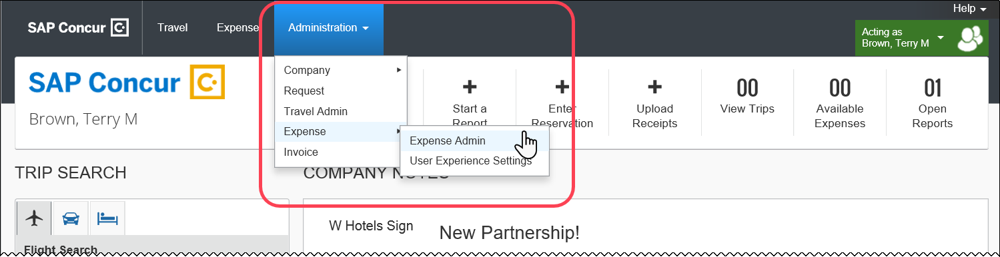 Help
SAP Concur C.
Travel
Expense
Administration
Acting as
Brown, Terry M
SAP Concur C.
Brown, Terry M
Company
Request
Travel Admin
Expense
Invoice
Expense Admin
User Experience Settings
+
Start a
Report
+
Enter
Reservation
+
Upload
Receipts
00
View Trips
00
Available
Expenses
01
Open
Reports
TRIP SEARCH
COMPANY NOTES
Flight Search
W Hotels Sign
New Partnership!